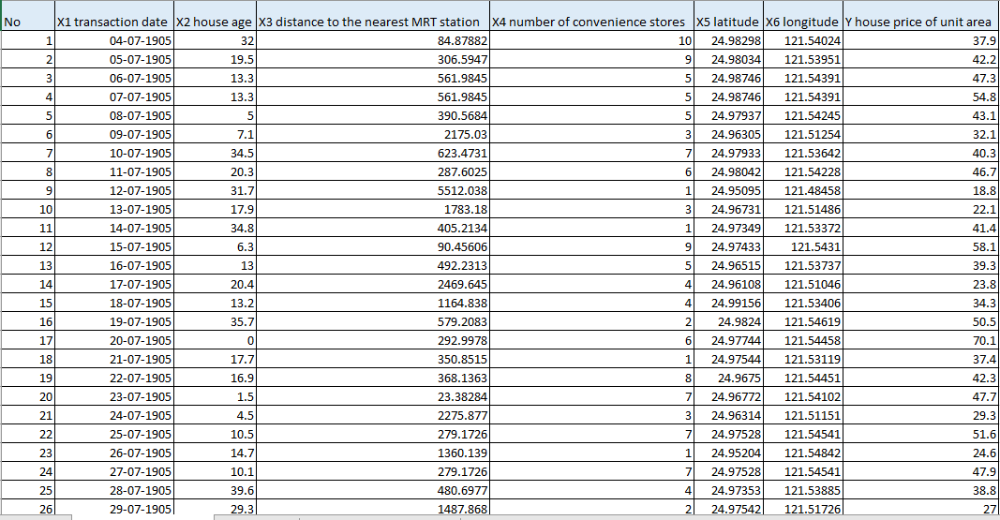 No X1 transaction date X2 house age X3 distance to the nearest MRT station X4 number of convenience stores X5 latitude X6 longitude Y house price of unit area
1 04-07-1905 32 84.87882 10 24.98298 121.54024 37.9
2 05-07-1905 19.5 306.5947 9 24.98034 121.53951 42.2
3 06-07-1905 13.3 561.9845 5 24.98746 121.54391 47.3
4 07-07-1905 13.3 561.9845 5 24.98746 121.54391 54.8
5 08-07-1905 5 390.5684 5 24.97937 121.54245 43.1
6 09-07-1905 7.1 2175.03 3 24.96305 121.51254 32.1
7 10-07-1905 34.5 623.4731 7 24.97933 121.53642 40.3
8 11-07-1905 20.3 287.6025 6 24.98042 121.54228 46.7
9 12-07-1905 31.7 5512.038 1 24.95095 121.48458 18.8
10 13-07-1905 17.9 1783.18 3 24.96731 121.51486 22.1
11 14-07-1905 34.8 405.2134 1 24.97349 121.53372 41.4
12 15-07-1905 6.3 90.45606 9 24.97433 121.5431 58.1
13 16-07-1905 13 492.2313 5 24.96515 121.53737 39.3
14 17-07-1905 20.4 2469.645 4 24.96108 121.51046 23.8
15 18-07-1905 13.2 1164.838 4 24.99156 121.53406 34.3
16 19-07-1905 35.7 579.2083 2 24.9824 121.54619 50.5
17 20-07-1905 0 292.9978 6 24.97744 121.54458 70.1
18 21-07-1905 17.7 350.8515 1 24.97544 121.53119 37.4
19 22-07-1905 16.9 368.1363 8 24.9675 121.54451 42.3
20 23-07-1905 1.5 23.38284 7 24.96772 121.54102 47.7
21 24-07-1905 4.5 2275.877 3 24.96314 121.51151 29.3
22 25-07-1905 10.5 279.1726 7 24.97528 121.54541 51.6
23 26-07-1905 14.7 1360.139 1 24.95204 121.54842 24.6
24 27-07-1905 10.1 279.1726 7 24.97528 121.54541 47.9
25 28-07-1905 39.6 480.6977 4 24.97353 121.53885 38.8
26 29-07-1905 29.3 1487.868 2 24.97542 121.51726 27